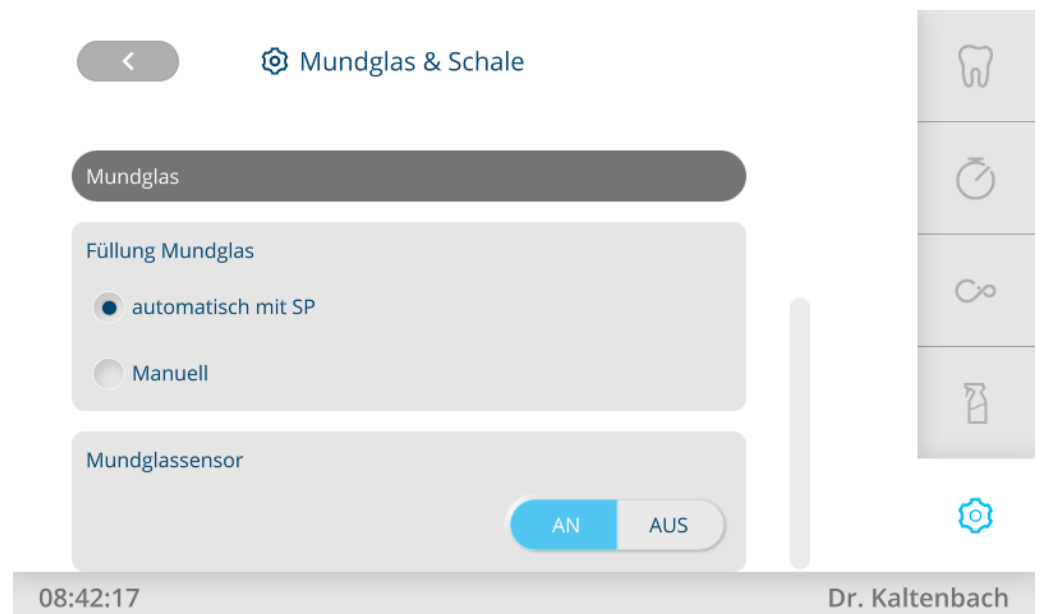 Mundglas & Schale
Mundglas
Füllung Mundglas
automatisch mit SP
Manuell
Mundglassensor
AN AUS
08:42:17 Dr. Kaltenbach